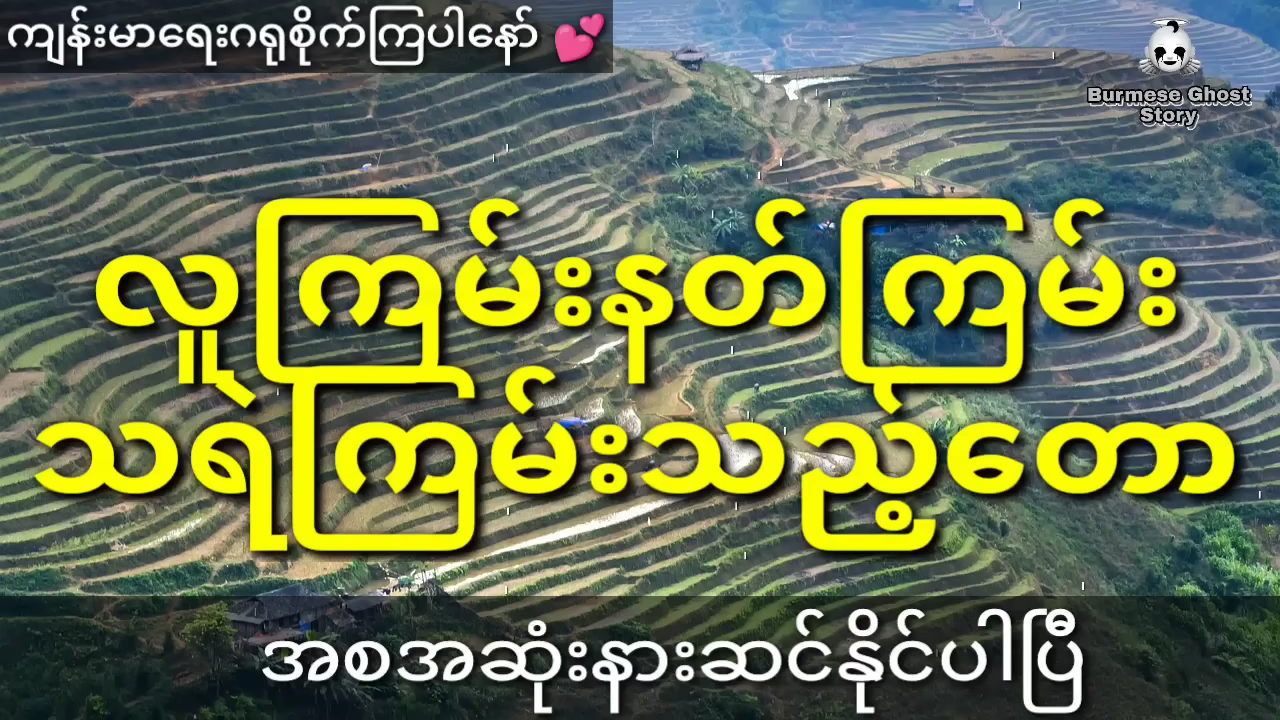 ကျန်းမာရေးဂရုစိုက်ကြပါနော် 💕
Burmese Ghost
Story
လူကြမ်းနတ်ကြမ်း
သရဲကြမ်းသည့်တော
အစအဆုံးနားဆင်နိုင်ပါပြီ